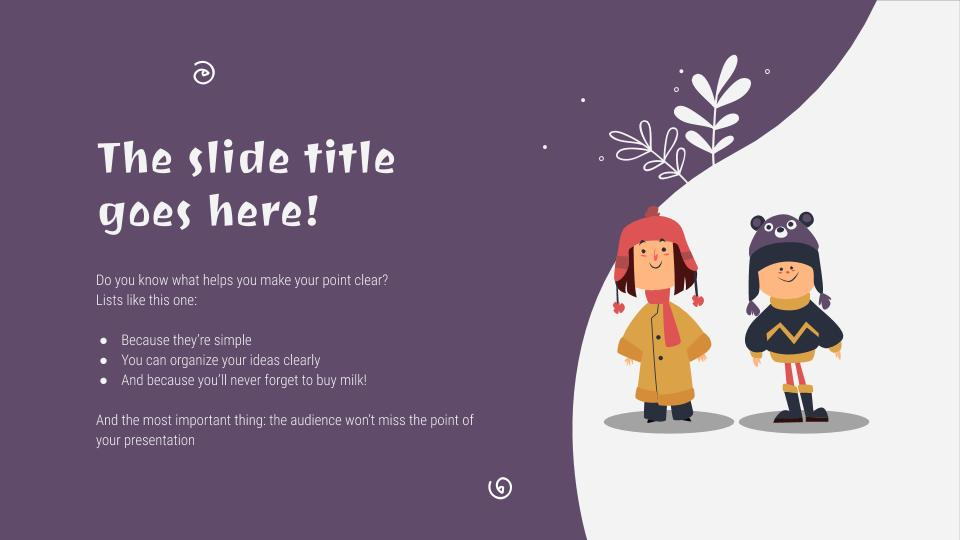 The slide title
goes here!
Do you know what helps you make your point clear?
Lists like this one:
● Because they’re simple
● You can organize your ideas clearly
● And because you’ll never forget to buy milk!
And the most important thing: the audience won’t miss the point of
your presentation